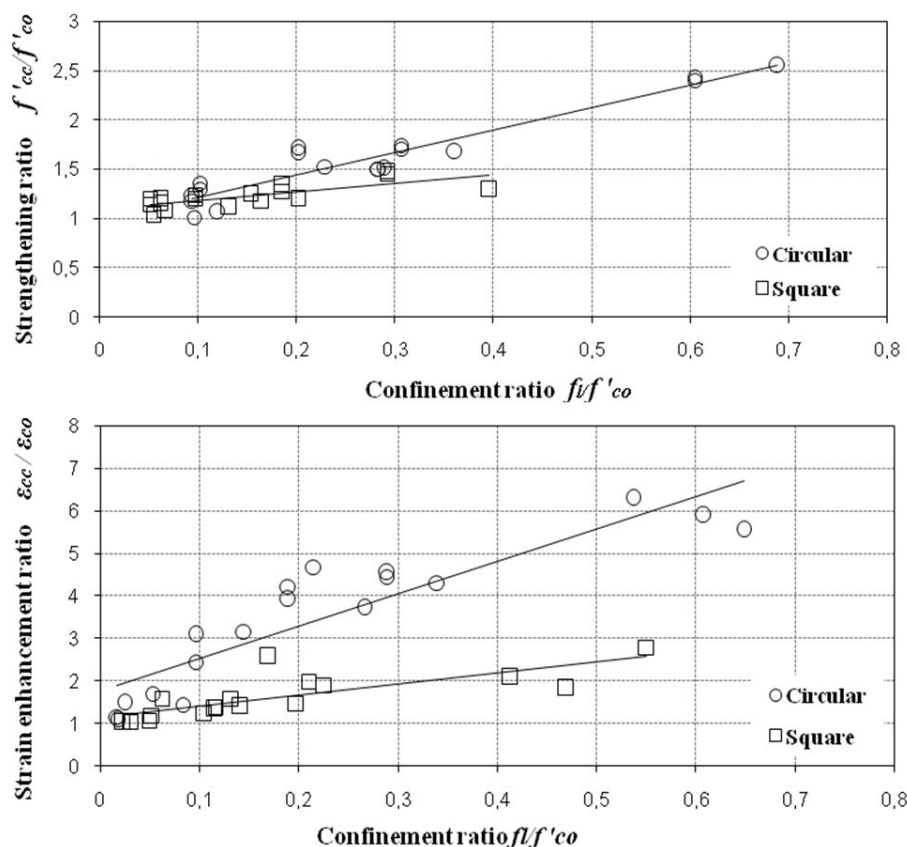 3
2.5
2
1.5
1
0,5
0
Strengthening ratio f'cc/f'co
Circular
Square
0 0,1 0,2 0,3 0,4 0,5 0,6 0,7 0,8
Confinement ratio fl/f'co
8
7
6
5
4
3
2
1
0
Strain enhancement ratio εcc / εco
Circular
Square
0 0,1 0,2 0,3 0,4 0,5 0,6 0,7 0,8
Confinement ratio fl/f'co